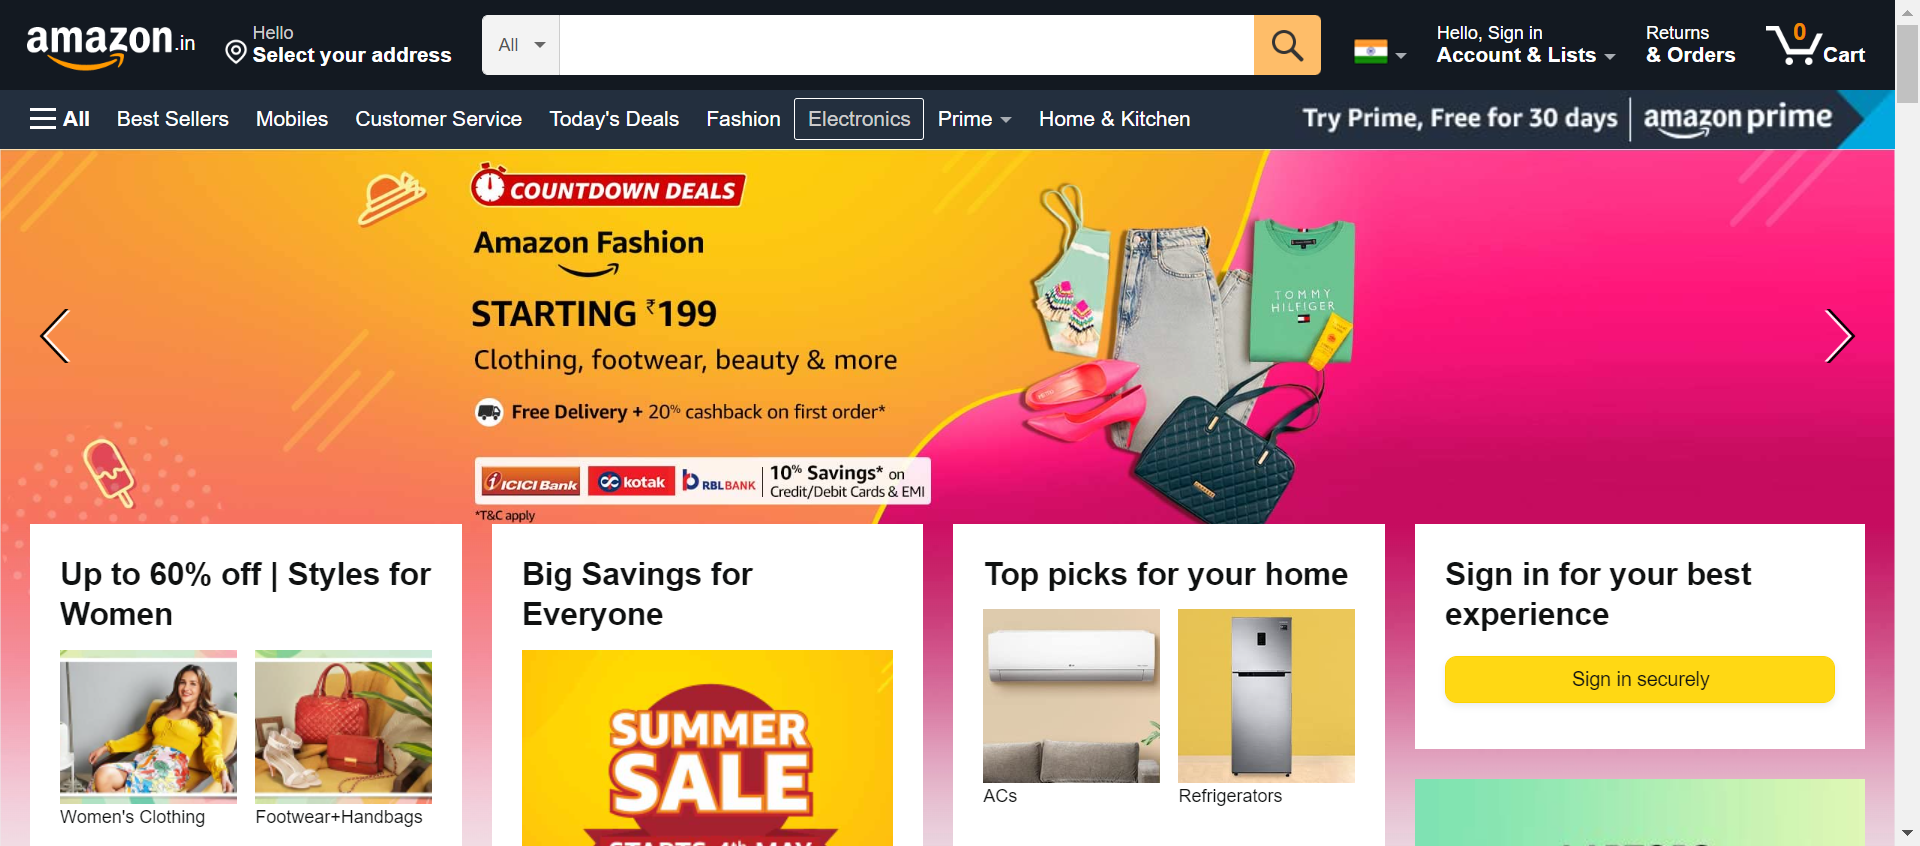 amazon.in
Hello
Select your address
All
Hello, Sign in
Account & Lists
Returns
& Orders
0
Cart
All
Best Sellers
Mobiles
Customer Service
Today's Deals
Fashion
Electronics
Prime
Home & Kitchen
Try Prime, Free for 30 days
amazon prime
COUNTDOWN DEALS
Amazon Fashion
STARTING ₹199
Clothing, footwear, beauty & more
Free Delivery + 20% cashback on first order*
ICICI Bank
kotak
RBLBANK
10% Savings* on
Credit/Debit Cards & EMI
*T&C apply
TOMMY
HILFIGER
Up to 60% off | Styles for
Women
Women's Clothing
Footwear+Handbags
Big Savings for
Everyone
SUMMER
SALE
STARTS 4th MAY
Top picks for your home
ACs
Refrigerators
Sign in for your best
experience
Sign in securely